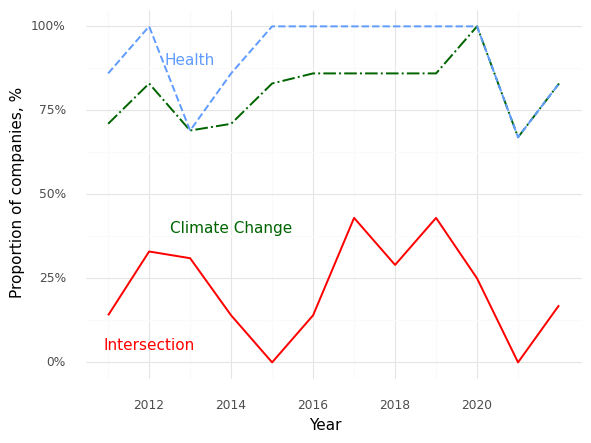 100%
Health
75%
50%
Climate Change
25%
Intersection
0%
2012 2014 2016 2018 2020
Year
Proportion of companies, %